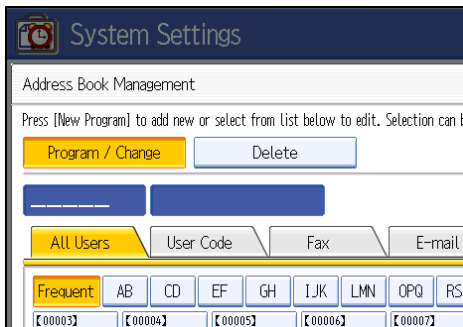 System Settings
Address Book Management
Press [New Program] to add new or select from list below to edit. Selection can
Program / Change Delete
_____
All Users User Code Fax E-mail
Frequent AB CD EF GH IJK LMN OPQ RS
【00003】 【00004】 【00005】 【00006】 【00007】